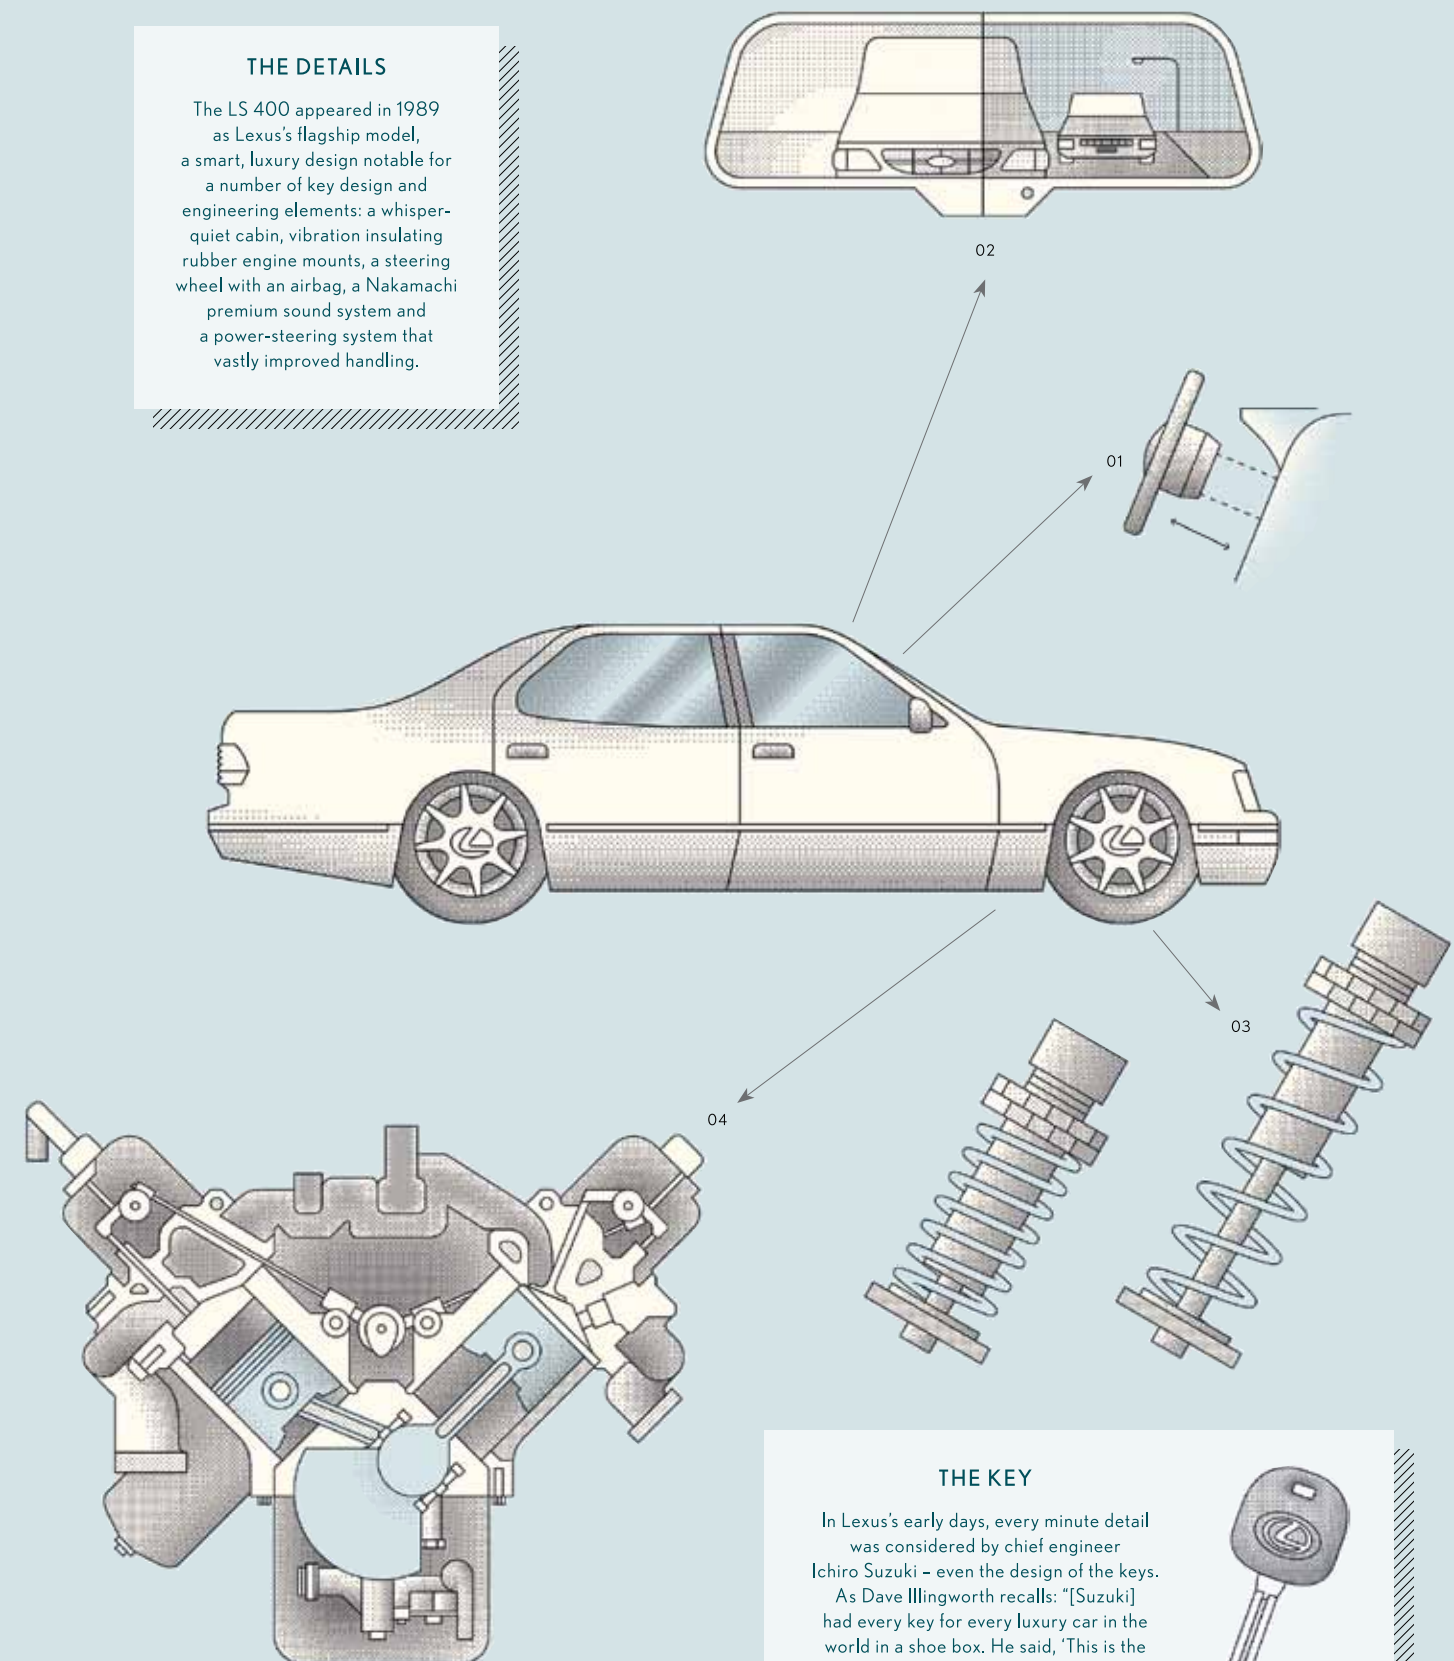 THE DETAILS
The LS 400 appeared in 1989
as Lexus's flagship model,
a smart, luxury design notable for
a number of key design and
engineering elements: a whisper-
quiet cabin, vibration insulating
rubber engine mounts, a steering
wheel with an airbag, a Nakamachi
premium sound system and
a power-steering system that
vastly improved handling.
02
01
03
04
THE KEY
In Lexus's early days, every minute detail
was considered by chief engineer
Ichiro Suzuki – even the design of the keys.
As Dave Illingworth recalls: “[Suzuki]
had every key for every luxury car in the
world in a shoe box. He said, ‘This is the